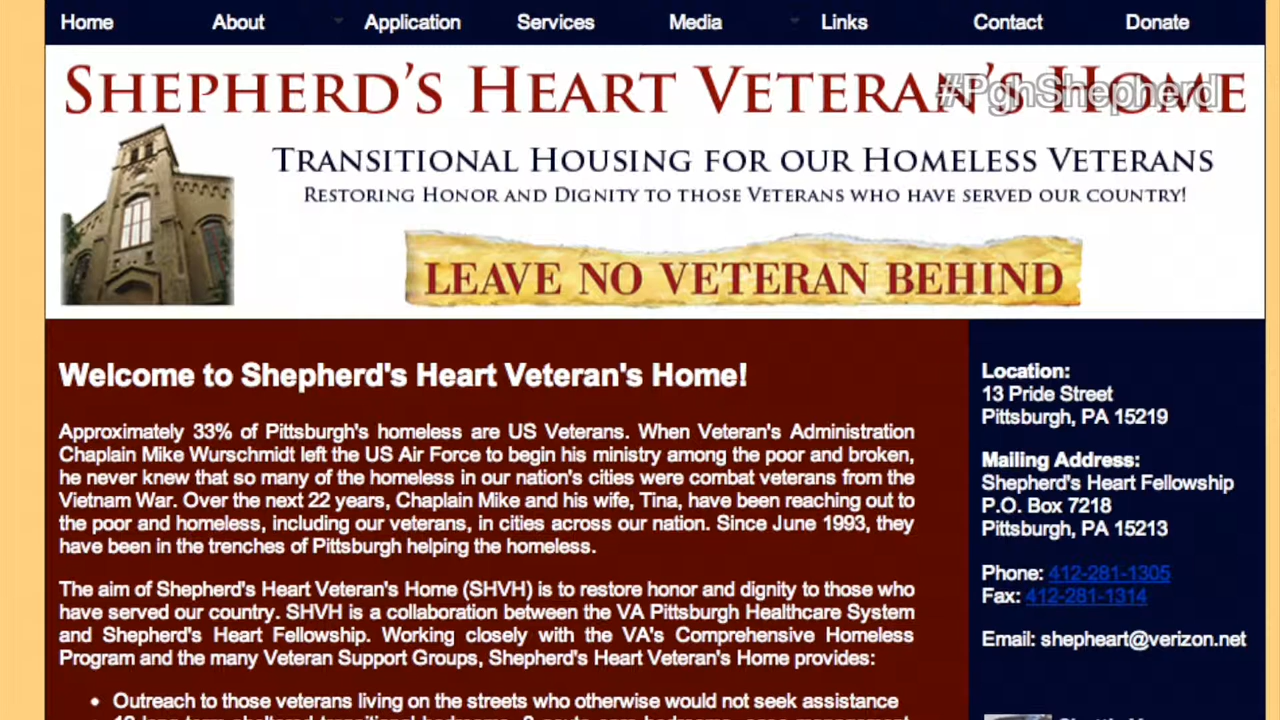 Home About Application Services Media Links Contact Donate
SHEPHERD'S HEART VETERAN'S HOME
#PghShepherd
TRANSITIONAL HOUSING FOR OUR HOMELESS VETERANS
RESTORING HONOR AND DIGNITY TO THOSE VETERANS WHO HAVE SERVED OUR COUNTRY!
LEAVE NO VETERAN BEHIND
Welcome to Shepherd's Heart Veteran's Home!
Approximately 33% of Pittsburgh's homeless are US Veterans. When Veteran's Administration
Chaplain Mike Wurschmidt left the US Air Force to begin his ministry among the poor and broken,
he never knew that so many of the homeless in our nation's cities were combat veterans from the
Vietnam War. Over the next 22 years, Chaplain Mike and his wife, Tina, have been reaching out to
the poor and homeless, including our veterans, in cities across our nation. Since June 1993, they
have been in the trenches of Pittsburgh helping the homeless.
The aim of Shepherd's Heart Veteran's Home (SHVH) is to restore honor and dignity to those who
have served our country. SHVH is a collaboration between the VA Pittsburgh Healthcare System
and Shepherd's Heart Fellowship. Working closely with the VA's Comprehensive Homeless
Program and the many Veteran Support Groups, Shepherd's Heart Veteran's Home provides:
• Outreach to those veterans living on the streets who otherwise would not seek assistance
Location:
13 Pride Street
Pittsburgh, PA 15219
Mailing Address:
Shepherd's Heart Fellowship
P.O. Box 7218
Pittsburgh, PA 15213
Phone: 412-281-1305
Fax: 412-281-1314
Email: shepheart@verizon.net